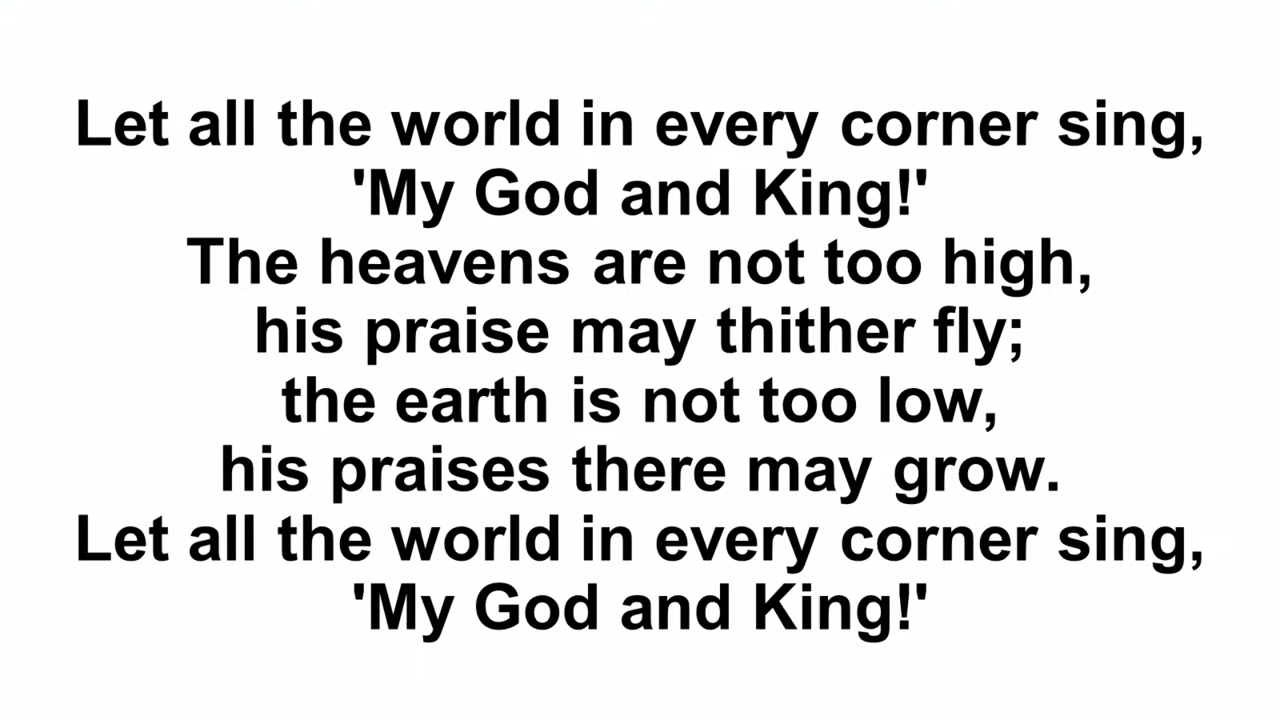 Let all the world in every corner sing,
'My God and King!'
The heavens are not too high,
his praise may thither fly;
the earth is not too low,
his praises there may grow.
Let all the world in every corner sing,
'My God and King!'